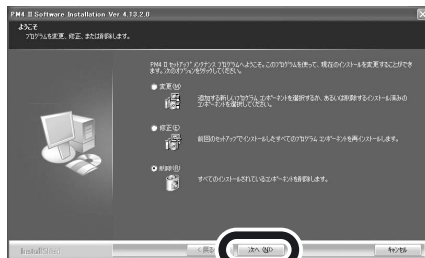 PM4 II Software Installation Ver 4.13.2.0
ようこそ
プログラムを変更、修正、または削除します。
PM4 II セットアップ メンテナンス プログラムへようこそ。このプログラムを使って、現在のインストールを変更することができ
ます。次のオプションをクリックしてください。
変更(M)
追加する新しいプログラム コンポーネントを選択するか、あるいは削除するインストール済みの
コンポーネントを選択してください。
修正(E)
前回のセットアップでインストールしたすべてのプログラム コンポーネントを再インストールします。
削除(R)
すべてのインストールされているコンポーネントを削除します。
InstallShield
< 戻る
次へ(N)>
キャンセル